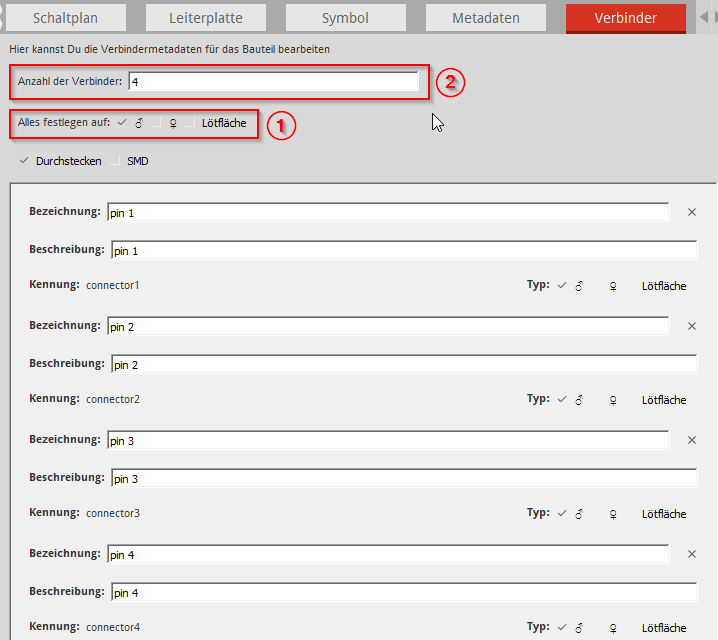 Schaltplan Leiterplatte Symbol Metadaten Verbinder
Hier kannst Du die Verbindermetadaten für das Bauteil bearbeiten
Anzahl der Verbinder: 4 2
Alles festlegen auf: ✓ ♂ ♀ Lötfläche 1
✓ Durchstecken SMD
Bezeichnung: pin 1 ×
Beschreibung: pin 1
Kennung: connector1 Typ: ✓ ♂ ♀ Lötfläche
Bezeichnung: pin 2 ×
Beschreibung: pin 2
Kennung: connector2 Typ: ✓ ♂ ♀ Lötfläche
Bezeichnung: pin 3 ×
Beschreibung: pin 3
Kennung: connector3 Typ: ✓ ♂ ♀ Lötfläche
Bezeichnung: pin 4 ×
Beschreibung: pin 4
Kennung: connector4 Typ: ✓ ♂ ♀ Lötfläche